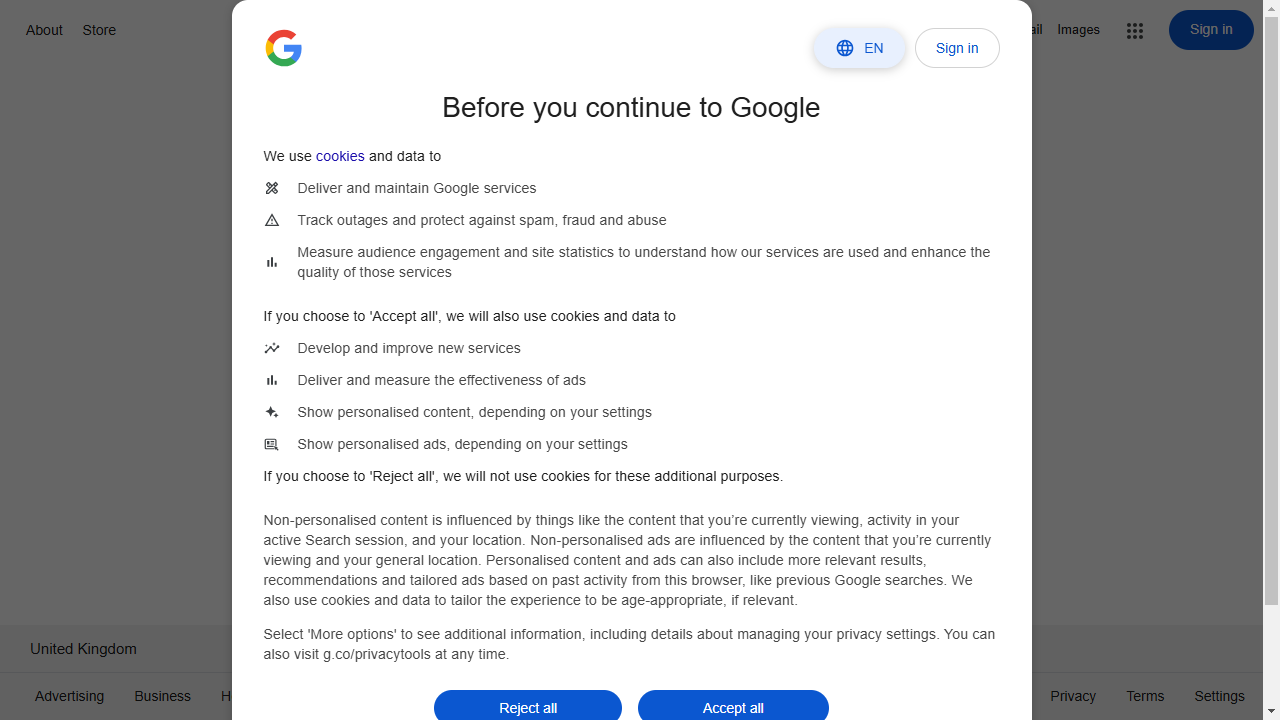 About Store
Images
Sign in
EN
Sign in
Before you continue to Google
We use cookies and data to
Deliver and maintain Google services
Track outages and protect against spam, fraud and abuse
Measure audience engagement and site statistics to understand how our services are used and enhance the
quality of those services
If you choose to 'Accept all', we will also use cookies and data to
Develop and improve new services
Deliver and measure the effectiveness of ads
Show personalised content, depending on your settings
Show personalised ads, depending on your settings
If you choose to 'Reject all', we will not use cookies for these additional purposes.
Non-personalised content is influenced by things like the content that you’re currently viewing, activity in your
active Search session, and your location. Non-personalised ads are influenced by the content that you’re currently
viewing and your general location. Personalised content and ads can also include more relevant results,
recommendations and tailored ads based on past activity from this browser, like previous Google searches. We
also use cookies and data to tailor the experience to be age-appropriate, if relevant.
Select 'More options' to see additional information, including details about managing your privacy settings. You can
also visit g.co/privacytools at any time.
Reject all
Accept all
United Kingdom
Advertising Business
Privacy Terms Settings